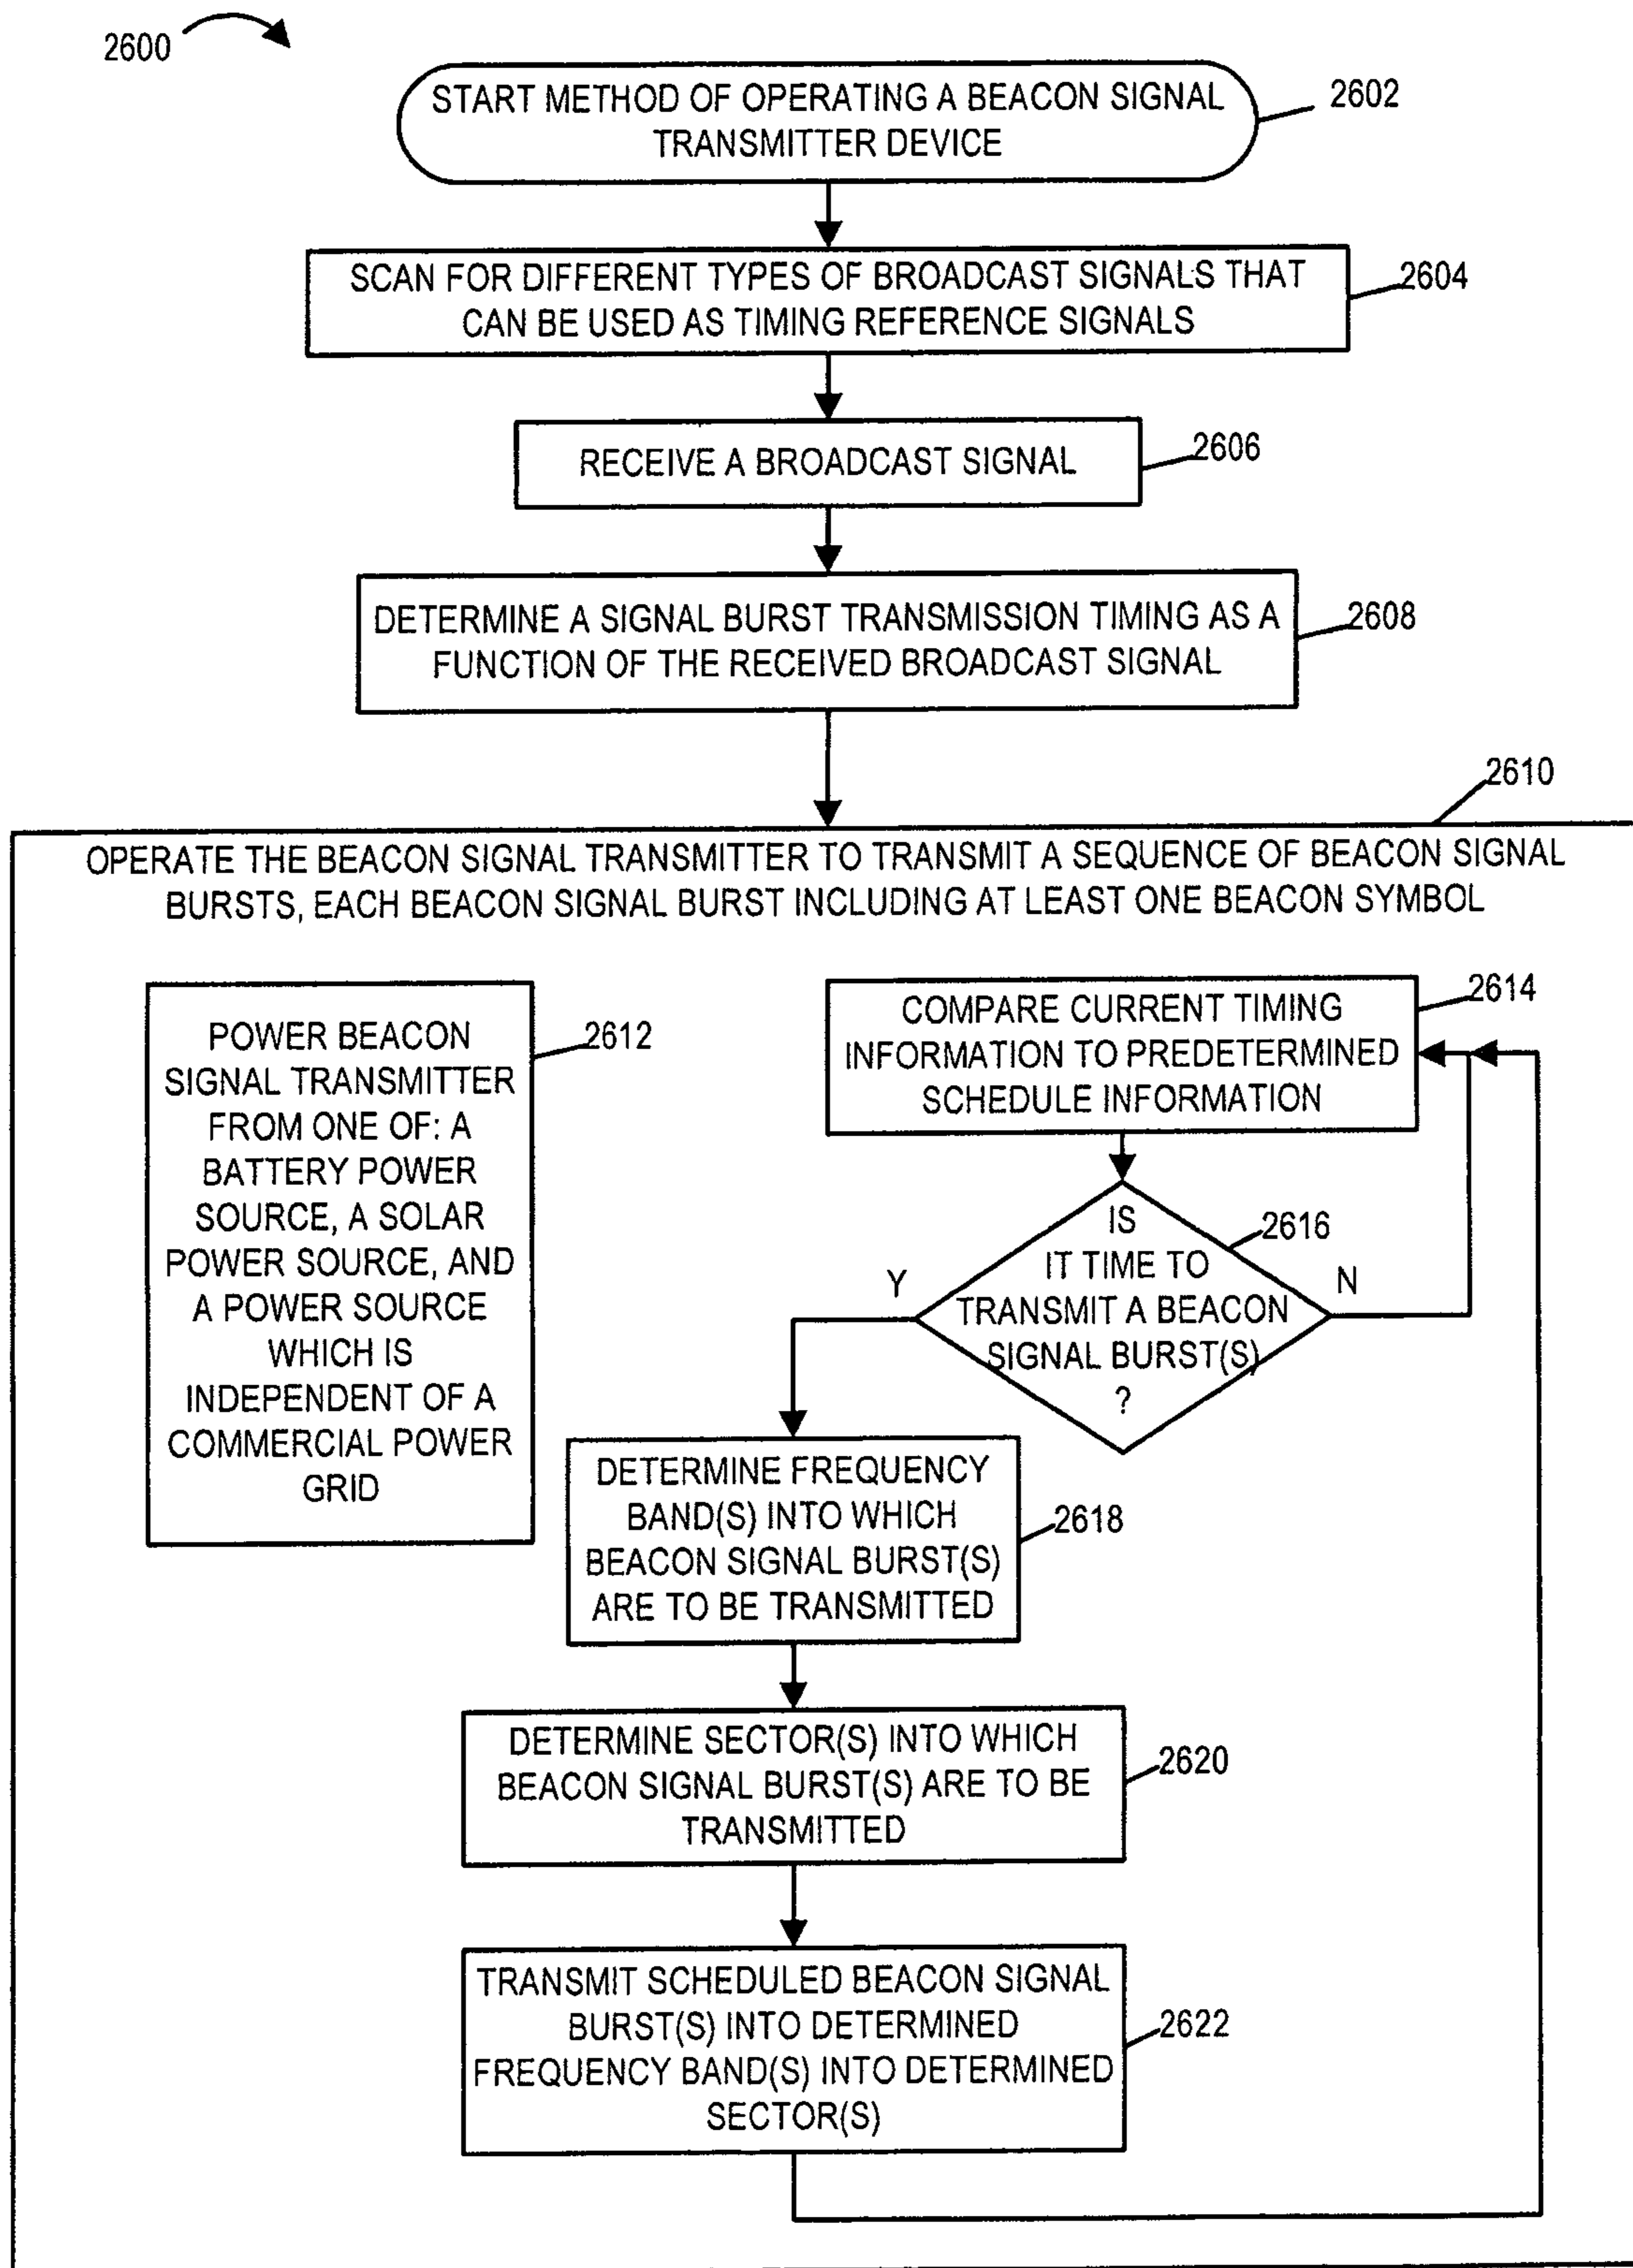 2600
START METHOD OF OPERATING A BEACON SIGNAL
TRANSMITTER DEVICE
2602
SCAN FOR DIFFERENT TYPES OF BROADCAST SIGNALS THAT
CAN BE USED AS TIMING REFERENCE SIGNALS
2604
RECEIVE A BROADCAST SIGNAL
2606
DETERMINE A SIGNAL BURST TRANSMISSION TIMING AS A
FUNCTION OF THE RECEIVED BROADCAST SIGNAL
2608
2610
OPERATE THE BEACON SIGNAL TRANSMITTER TO TRANSMIT A SEQUENCE OF BEACON SIGNAL
BURSTS, EACH BEACON SIGNAL BURST INCLUDING AT LEAST ONE BEACON SYMBOL
POWER BEACON
SIGNAL TRANSMITTER
FROM ONE OF: A
BATTERY POWER
SOURCE, A SOLAR
POWER SOURCE, AND
A POWER SOURCE
WHICH IS
INDEPENDENT OF A
COMMERCIAL POWER
GRID
2612
COMPARE CURRENT TIMING
INFORMATION TO PREDETERMINED
SCHEDULE INFORMATION
2614
IS
IT TIME TO
TRANSMIT A BEACON
SIGNAL BURST(S)
?
2616
Y
N
DETERMINE FREQUENCY
BAND(S) INTO WHICH
BEACON SIGNAL BURST(S)
ARE TO BE TRANSMITTED
2618
DETERMINE SECTOR(S) INTO WHICH
BEACON SIGNAL BURST(S) ARE TO BE
TRANSMITTED
2620
TRANSMIT SCHEDULED BEACON SIGNAL
BURST(S) INTO DETERMINED
FREQUENCY BAND(S) INTO DETERMINED
SECTOR(S)
2622